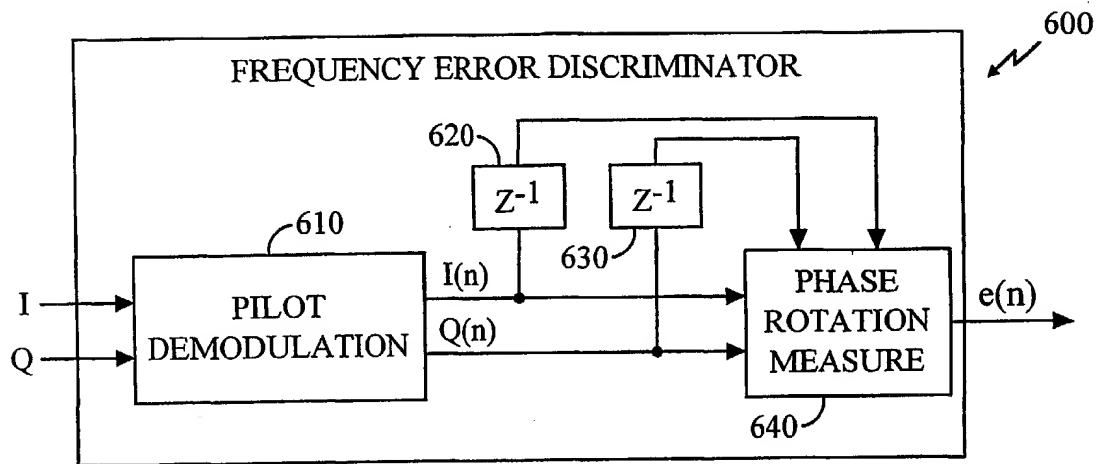 600
FREQUENCY ERROR DISCRIMINATOR
620
Z-1
Z-1
610
630
I
Q
PILOT
DEMODULATION
I(n)
Q(n)
PHASE
ROTATION
MEASURE
e(n)
640